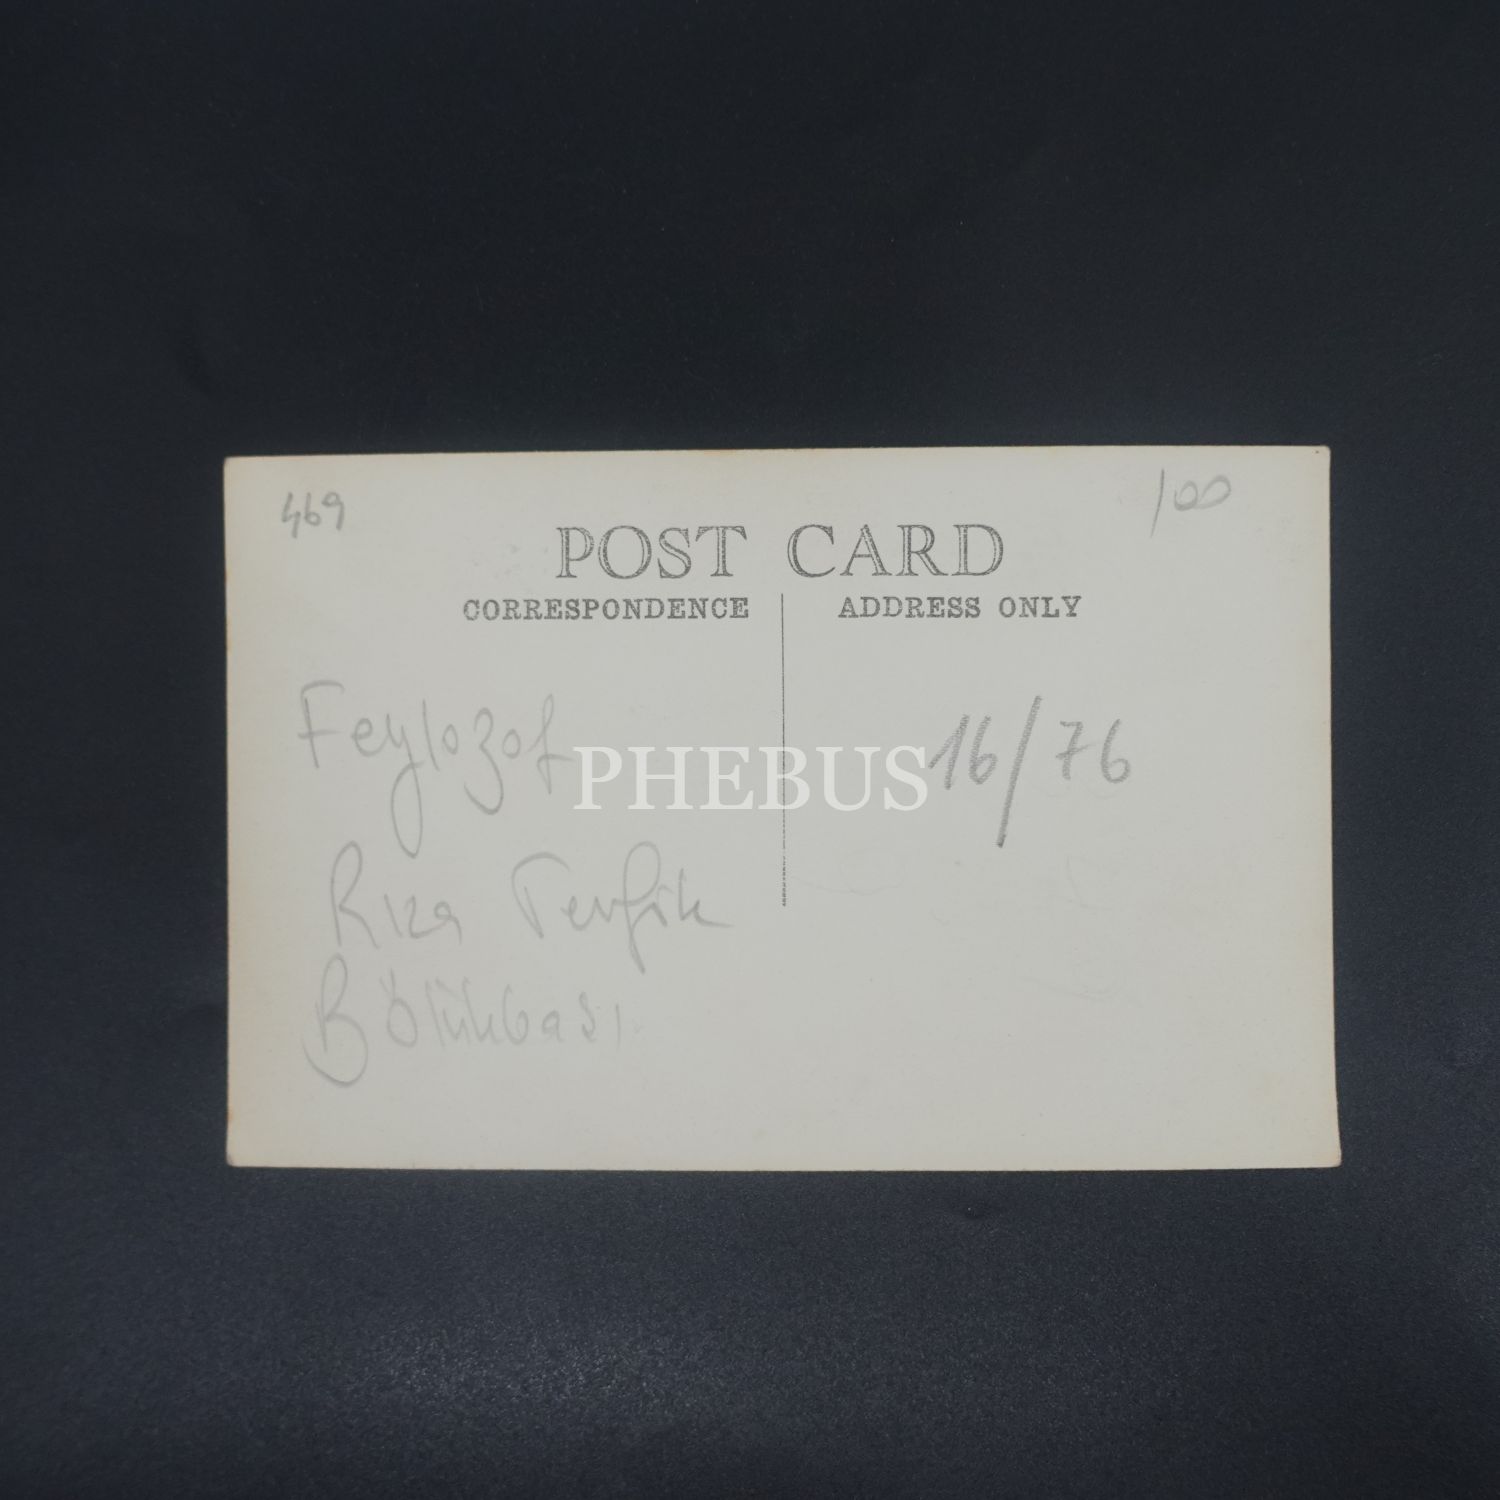 469
/00
POST CARD
CORRESPONDENCE
ADDRESS ONLY
Feylozof
PHEBUS
16/76
Rıza Tevfik
Bölükbaşı